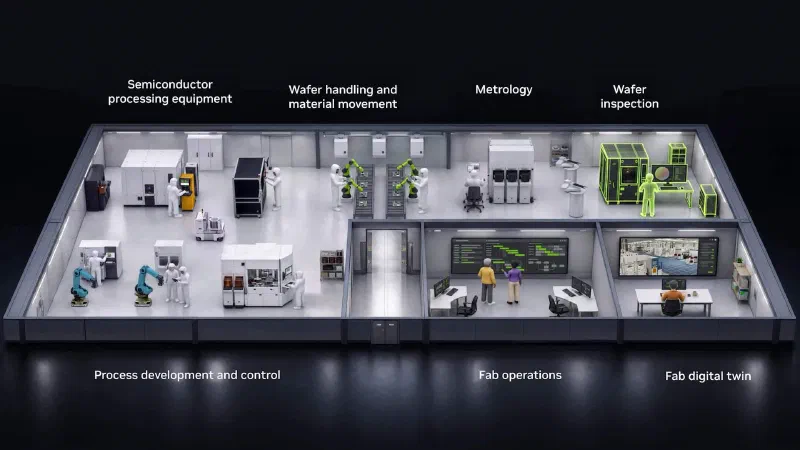 Semiconductor
processing equipment
Wafer handling and
material movement
Metrology
Wafer
inspection
Process development and control
Fab operations
Fab digital twin